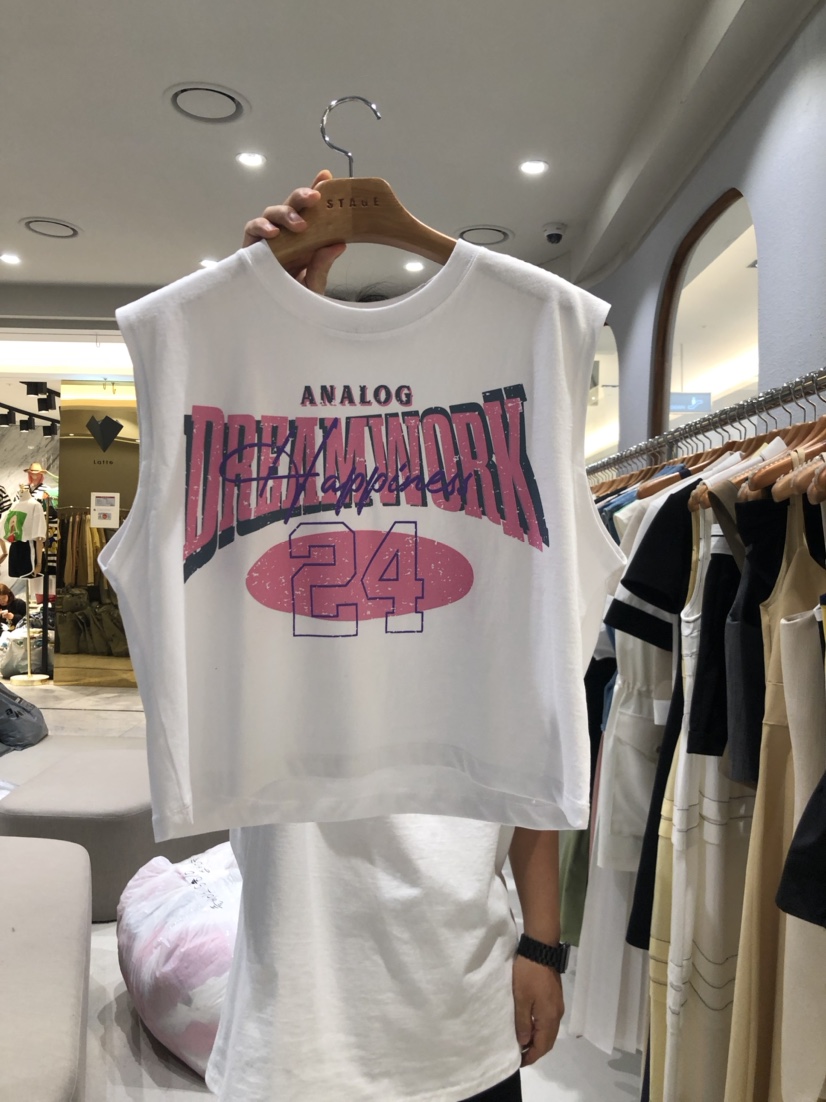 STAGE
ANALOG
DREAMWORK
Happiness
24